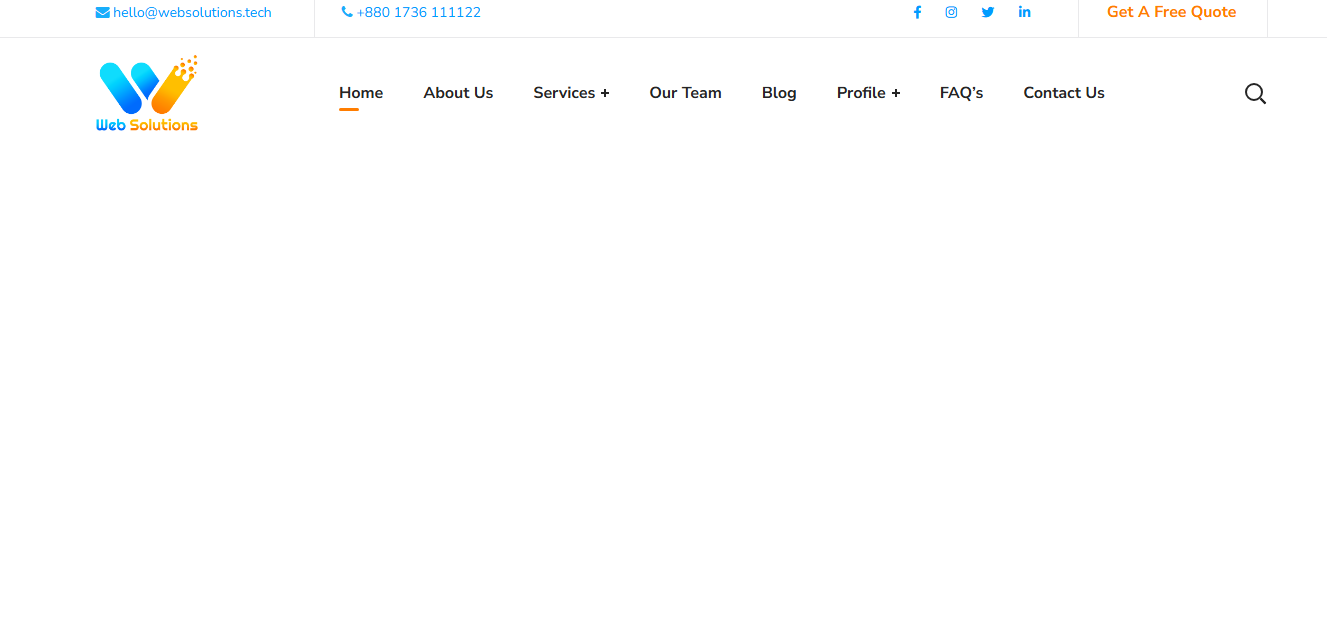 hello@websolutions.tech +880 1736 111122 Get A Free Quote
Web Solutions
Home About Us Services + Our Team Blog Profile + FAQ’s Contact Us